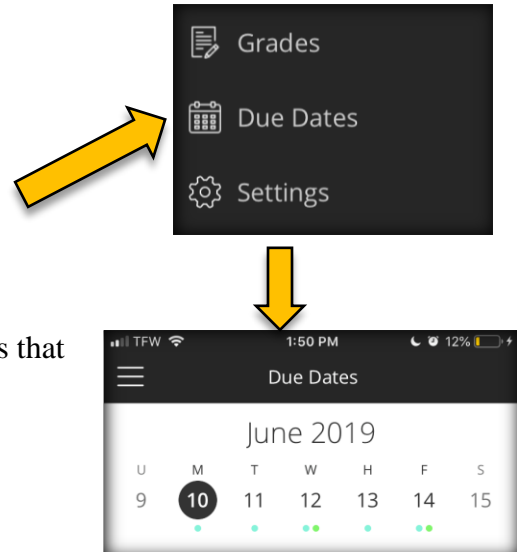 Grades
Due Dates
Settings
s that
TFW 1:50 PM 12%
Due Dates
June 2019
U M T W H F S
9 10 11 12 13 14 15